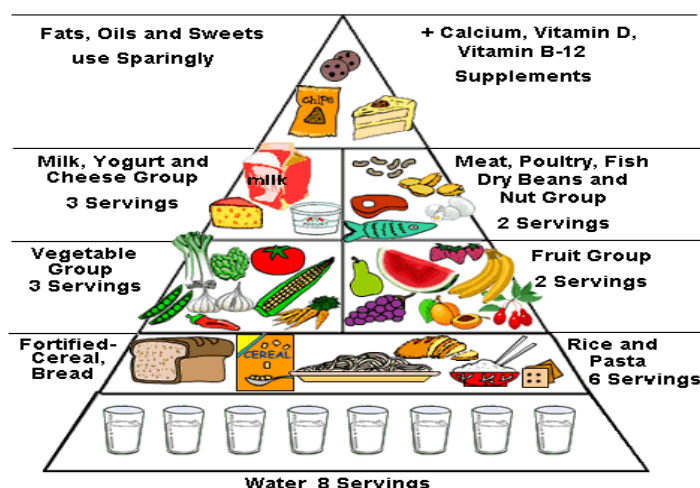 Fats, Oils and Sweets
use Sparingly
+ Calcium, Vitamin D,
Vitamin B-12
Supplements
chips
Milk, Yogurt and
Cheese Group
3 Servings
milk
YOGURT
Meat, Poultry, Fish
Dry Beans and
Nut Group
2 Servings
Vegetable
Group
3 Servings
Fruit Group
2 Servings
Fortified-
Cereal,
Bread
CEREAL
Rice and
Pasta
6 Servings
Water 8 Servings